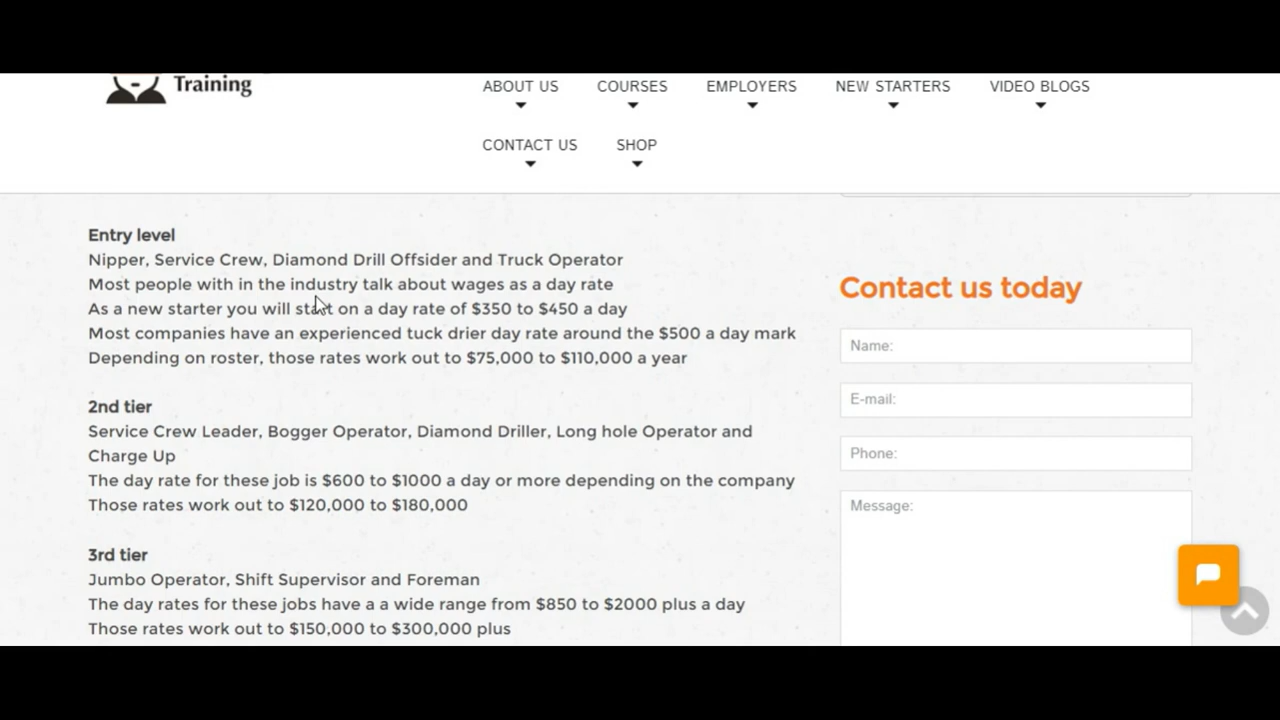 Training
ABOUT US COURSES EMPLOYERS NEW STARTERS VIDEO BLOGS
CONTACT US SHOP
Entry level
Nipper, Service Crew, Diamond Drill Offsider and Truck Operator
Most people with in the industry talk about wages as a day rate
As a new starter you will start on a day rate of $350 to $450 a day
Most companies have an experienced tuck drier day rate around the $500 a day mark
Depending on roster, those rates work out to $75,000 to $110,000 a year
2nd tier
Service Crew Leader, Bogger Operator, Diamond Driller, Long hole Operator and
Charge Up
The day rate for these job is $600 to $1000 a day or more depending on the company
Those rates work out to $120,000 to $180,000
3rd tier
Jumbo Operator, Shift Supervisor and Foreman
The day rates for these jobs have a a wide range from $850 to $2000 plus a day
Those rates work out to $150,000 to $300,000 plus
Contact us today
Name:
E-mail:
Phone:
Message: